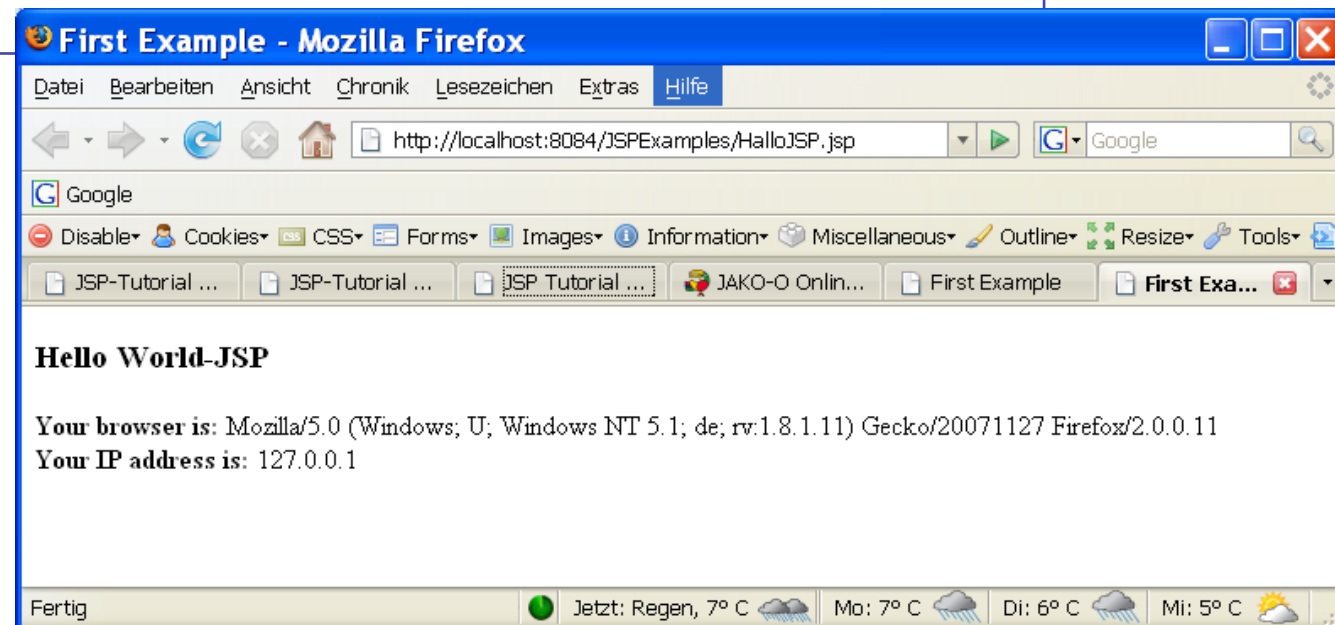 First Example - Mozilla Firefox
Datei Bearbeiten Ansicht Chronik Lesezeichen Extras Hilfe
http://localhost:8084/JSPExamples/HalloJSP.jsp G Google
G Google
Disable Cookies CSS Forms Images Information Miscellaneous Outline Resize Tools
JSP-Tutorial ... JSP-Tutorial ... JSP Tutorial ... JAKO-O Onlin... First Example First Exa...
Hello World-JSP
Your browser is: Mozilla/5.0 (Windows; U; Windows NT 5.1; de; rv:1.8.1.11) Gecko/20071127 Firefox/2.0.0.11
Your IP address is: 127.0.0.1
Fertig Jetzt: Regen, 7º C Mo: 7º C Di: 6º C Mi: 5º C